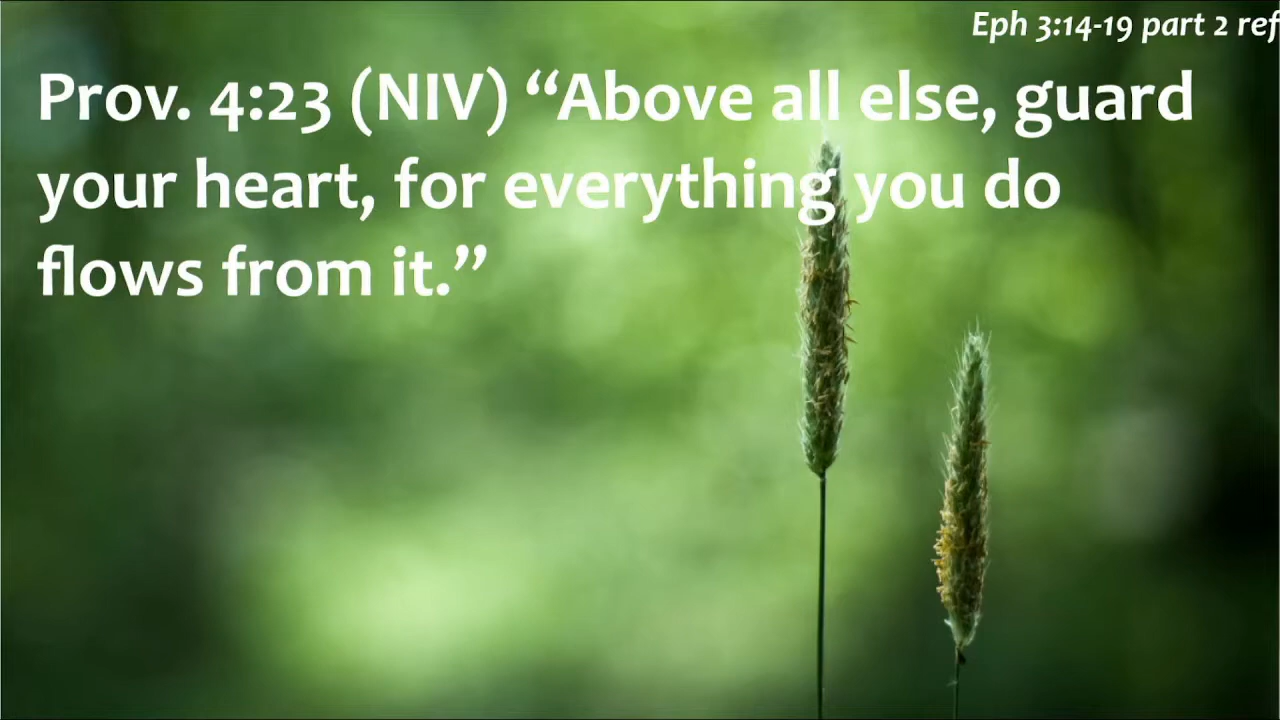 Eph 3:14-19 part 2 ref
Prov. 4:23 (NIV) “Above all else, guard
your heart, for everything you do
flows from it.”